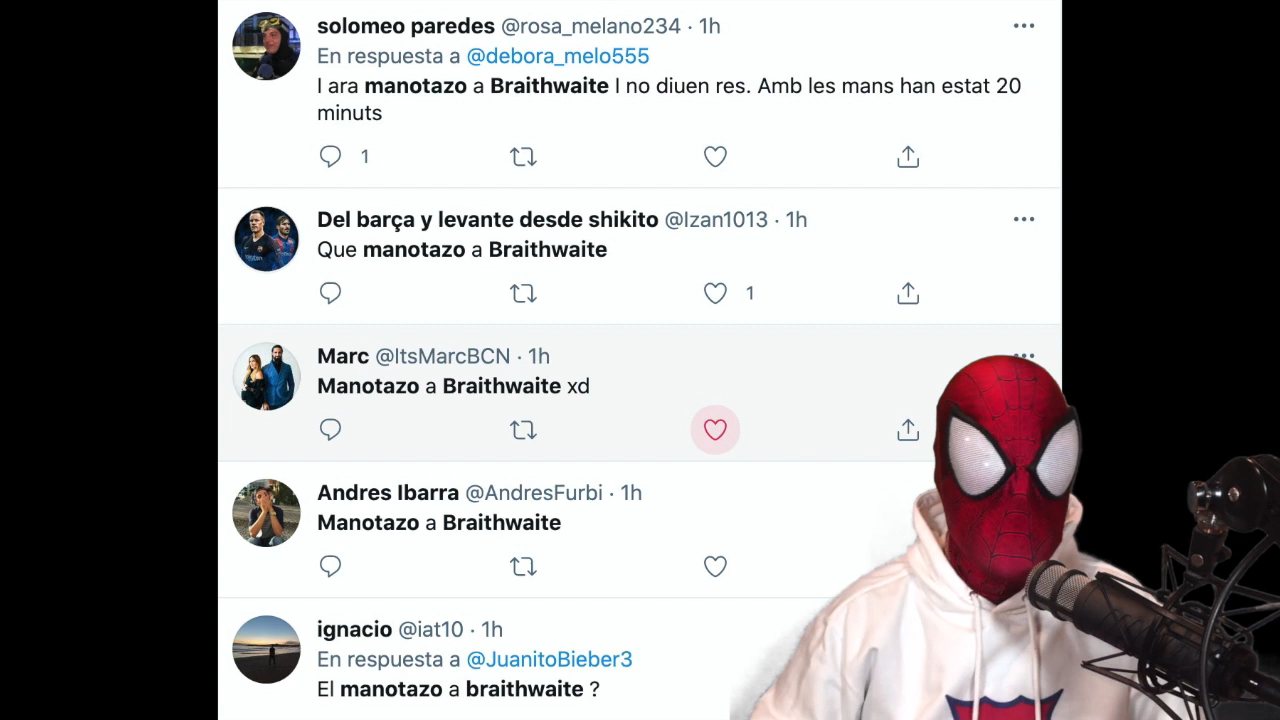 solomeo paredes @rosa_melano234 · 1h
En respuesta a @debora_melo555
I ara manotazo a Braithwaite I no diuen res. Amb les mans han estat 20
minuts
1
Del barça y levante desde shikito @Izan1013 · 1h
Que manotazo a Braithwaite
1
Marc @ItsMarcBCN · 1h
Manotazo a Braithwaite xd
Andres Ibarra @AndresFurbi · 1h
Manotazo a Braithwaite
ignacio @iat10 · 1h
En respuesta a @JuanitoBieber3
El manotazo a braithwaite ?